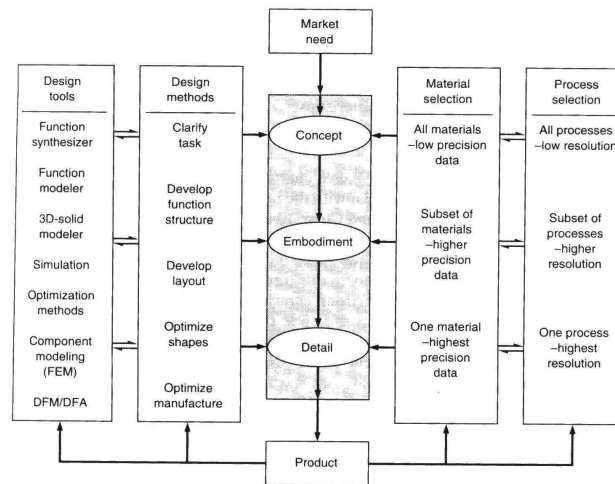 Market
need
Design
tools
Function
synthesizer
Function
modeler
3D-solid
modeler
Simulation
Optimization
methods
Component
modeling
(FEM)
DFM/DFA
Design
methods
Clarify
task
Develop
function
structure
Develop
layout
Optimize
shapes
Optimize
manufacture
Concept
Embodiment
Detail
Product
Material
selection
All materials
–low precision
data
Subset of
materials
–higher
precision
data
One material
–highest
precision
data
Process
selection
All processes
–low resolution
Subset of
processes
–higher
resolution
One process
–highest
resolution